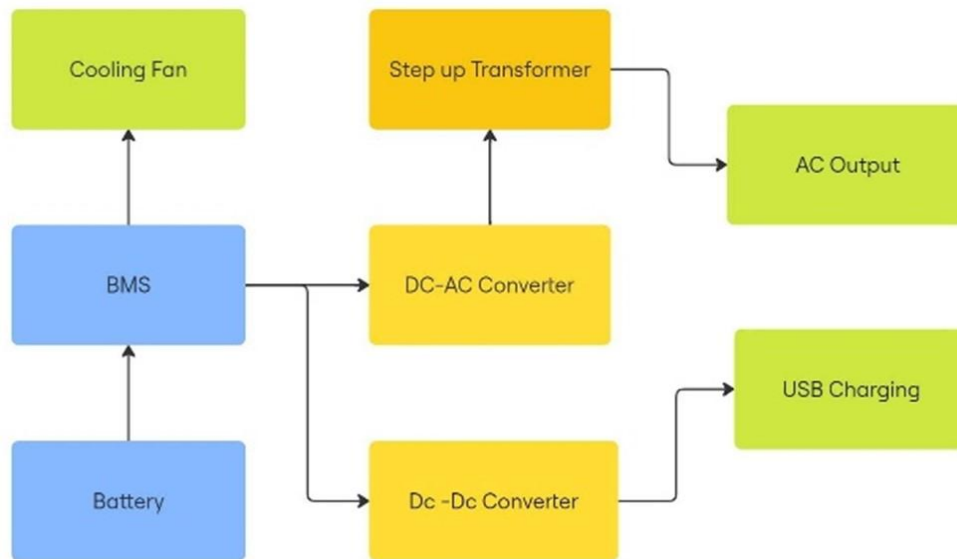 Cooling Fan
Step up Transformer
AC Output
BMS
DC-AC Converter
USB Charging
Battery
Dc -Dc Converter